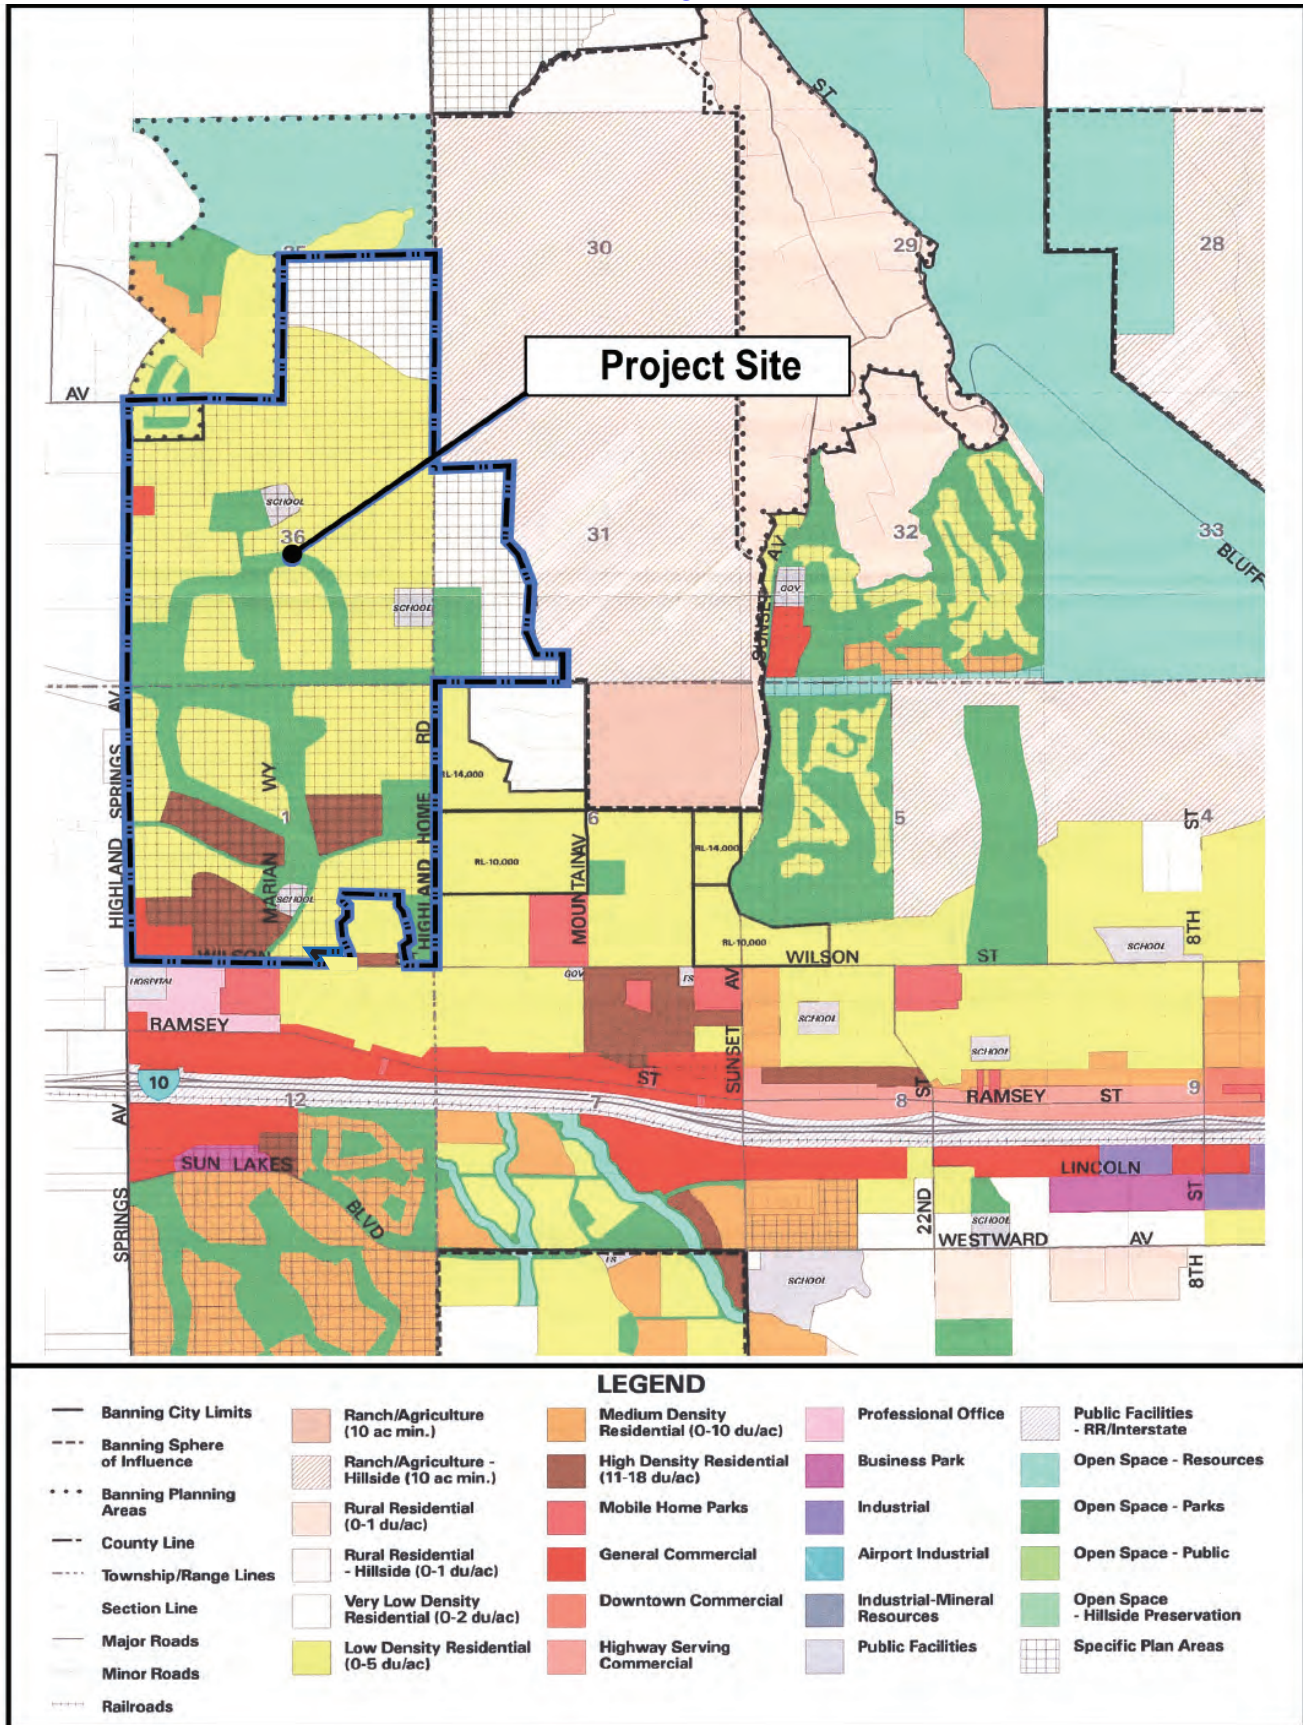 ST
30
29
28
25
Project Site
AV
SCHOOL
36
31
32
33
BLUFF
AV
SUNSET
GOV
SCHOOL
AV
SPRINGS
HIGHLAND
WY
MARIAN
RD
HOME
HIGHLAND
RL-14,000
1
6
5
ST
4
RL-10,000
RL-14,000
AV
MOUNTAIN
SCHOOL
RL-10,000
WILSON
WILSON
ST
SCHOOL
8TH
HOSPITAL
GOV
FS
AV
SUNSET
RAMSEY
SCHOOL
SCHOOL
10
ST
ST
RAMSEY
ST
9
12
7
8
AV
SPRINGS
SUN LAKES
BLVD
LINCOLN
ST
22ND
SCHOOL
WESTWARD
AV
8TH
FS
SCHOOL
LEGEND
Banning City Limits
Banning Sphere
of Influence
Banning Planning
Areas
County Line
Township/Range Lines
Section Line
Major Roads
Minor Roads
Railroads
Ranch/Agriculture
(10 ac min.)
Ranch/Agriculture -
Hillside (10 ac min.)
Rural Residential
(0-1 du/ac)
Rural Residential
- Hillside (0-1 du/ac)
Very Low Density
Residential (0-2 du/ac)
Low Density Residential
(0-5 du/ac)
Medium Density
Residential (0-10 du/ac)
High Density Residential
(11-18 du/ac)
Mobile Home Parks
General Commercial
Downtown Commercial
Highway Serving
Commercial
Professional Office
Business Park
Industrial
Airport Industrial
Industrial-Mineral
Resources
Public Facilities
Public Facilities
- RR/Interstate
Open Space - Resources
Open Space - Parks
Open Space - Public
Open Space
- Hillside Preservation
Specific Plan Areas